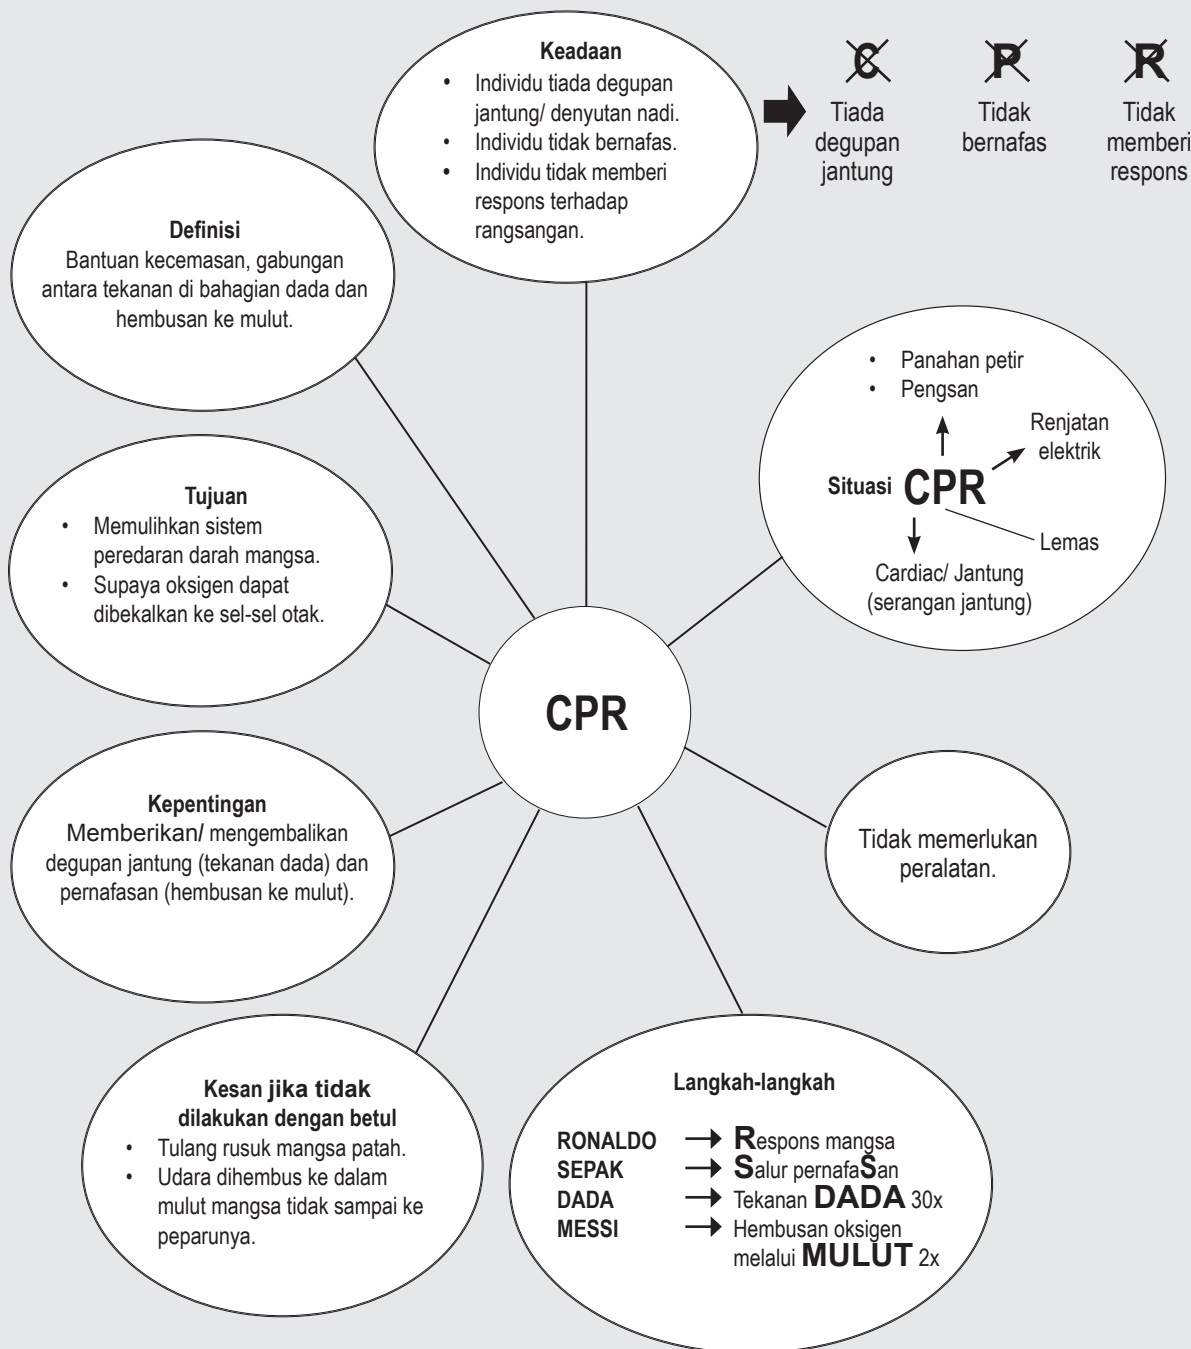 Keadaan
• Individu tiada degupan
jantung/ denyutan nadi.
• Individu tidak bernafas.
• Individu tidak memberi
respons terhadap
rangsangan.
C P R
Tiada
degupan
jantung
Tidak
bernafas
Tidak
memberi
respons
Definisi
Bantuan kecemasan, gabungan
antara tekanan di bahagian dada dan
hembusan ke mulut.
• Panahan petir
• Pengsan
Renjatan
elektrik
Situasi CPR
Lemas
Cardiac/ Jantung
(serangan jantung)
Tujuan
• Memulihkan sistem
peredaran darah mangsa.
• Supaya oksigen dapat
dibekalkan ke sel-sel otak.
CPR
Kepentingan
Memberikan/ mengembalikan
degupan jantung (tekanan dada) dan
pernafasan (hembusan ke mulut).
Tidak memerlukan
peralatan.
Kesan jika tidak
dilakukan dengan betul
• Tulang rusuk mangsa patah.
• Udara dihembus ke dalam
mulut mangsa tidak sampai ke
peparunya.
Langkah-langkah
RONALDO → Respons mangsa
SEPAK → Salur pernafaSan
DADA → Tekanan DADA 30x
MESSI → Hembusan oksigen
melalui MULUT 2x